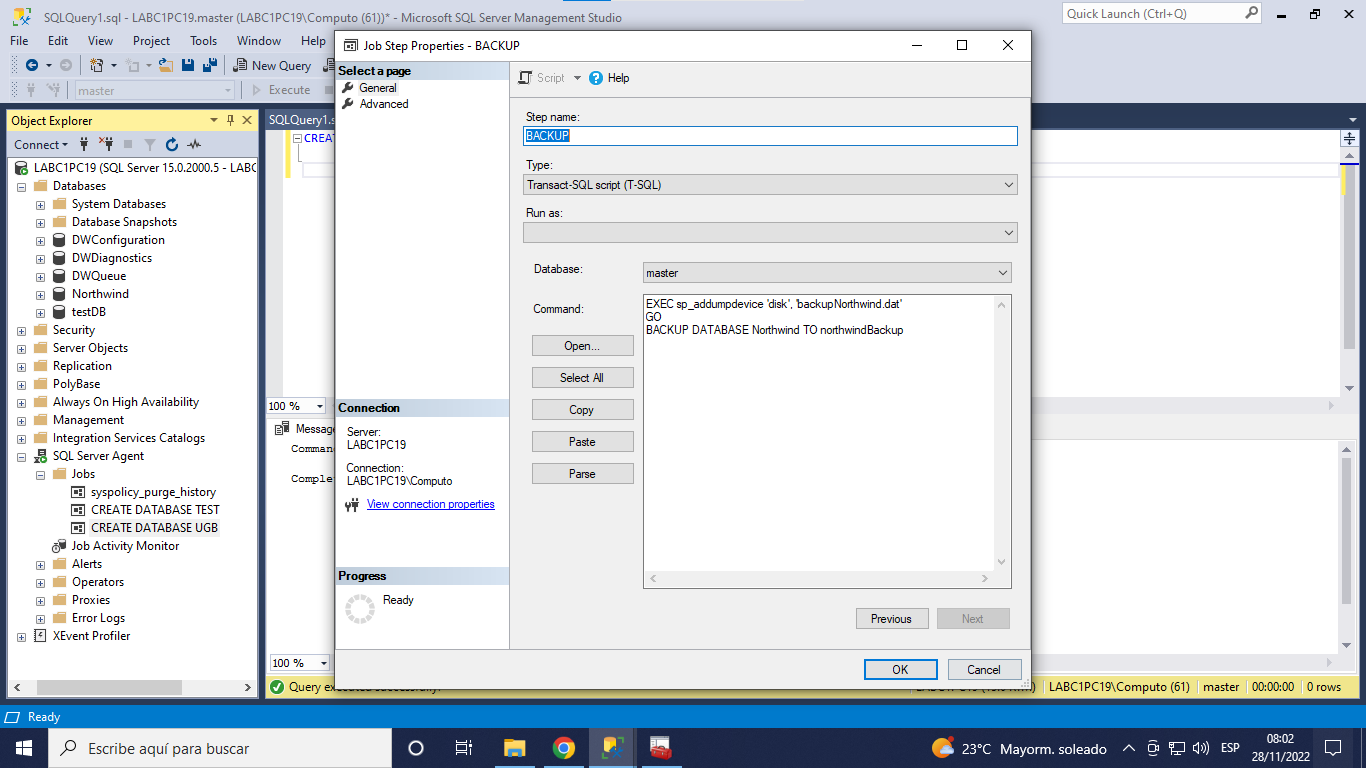 SQLQuery1.sql - LABC1PC19.master (LABC1PC19\Computo (61))* - Microsoft SQL Server Management Studio
Quick Launch (Ctrl+Q)
File Edit View Project Tools Window Help
New Query
master
Execute
Object Explorer
Connect
LABC1PC19 (SQL Server 15.0.2000.5 - LABC
Databases
System Databases
Database Snapshots
DWConfiguration
DWDiagnostics
DWQueue
Northwind
testDB
Security
Server Objects
Replication
PolyBase
Always On High Availability
Management
Integration Services Catalogs
SQL Server Agent
Jobs
syspolicy_purge_history
CREATE DATABASE TEST
CREATE DATABASE UGB
Job Activity Monitor
Alerts
Operators
Proxies
Error Logs
XEvent Profiler
SQLQuery1.s
CREA
100 %
Message
Comman
Comple
100 %
Job Step Properties - BACKUP
Select a page
General
Advanced
Connection
Server:
LABC1PC19
Connection:
LABC1PC19\Computo
View connection properties
Progress
Ready
Script
Help
Step name:
BACKUP
Type:
Transact-SQL script (T-SQL)
Run as:
Database:
master
Command:
EXEC sp_addumpdevice 'disk', 'backupNorthwind.dat'
GO
BACKUP DATABASE Northwind TO northwindBackup
Open...
Select All
Copy
Paste
Parse
Previous
Next
OK
Cancel
Query executed successfully.
LABC1PC19\Computo (61) master 00:00:00 0 rows
Ready
Escribe aquí para buscar
23°C Mayorm. soleado
ESP
08:02
28/11/2022